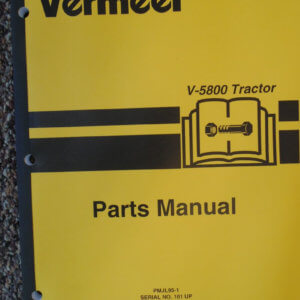 Vermeer
V-5800 Tractor
Parts Manual
PMJL95-1
SERIAL NO. 181 UP